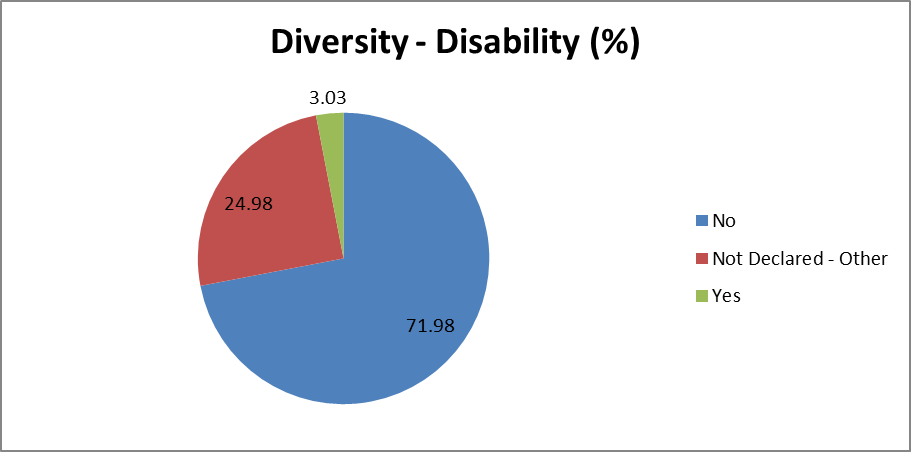 Diversity - Disability (%)
3.03
24.98
71.98
No
Not Declared - Other
Yes